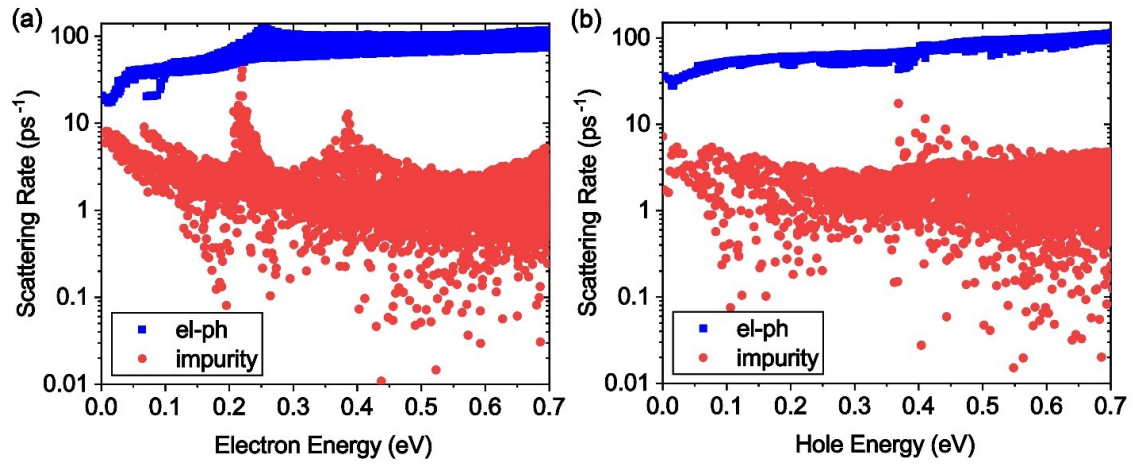 (a)
Scattering Rate (ps⁻¹)
100
10
1
0.1
0.01
el-ph
impurity
0.0 0.1 0.2 0.3 0.4 0.5 0.6 0.7
Electron Energy (eV)
(b)
Scattering Rate (ps⁻¹)
100
10
1
0.1
0.01
el-ph
impurity
0.0 0.1 0.2 0.3 0.4 0.5 0.6 0.7
Hole Energy (eV)